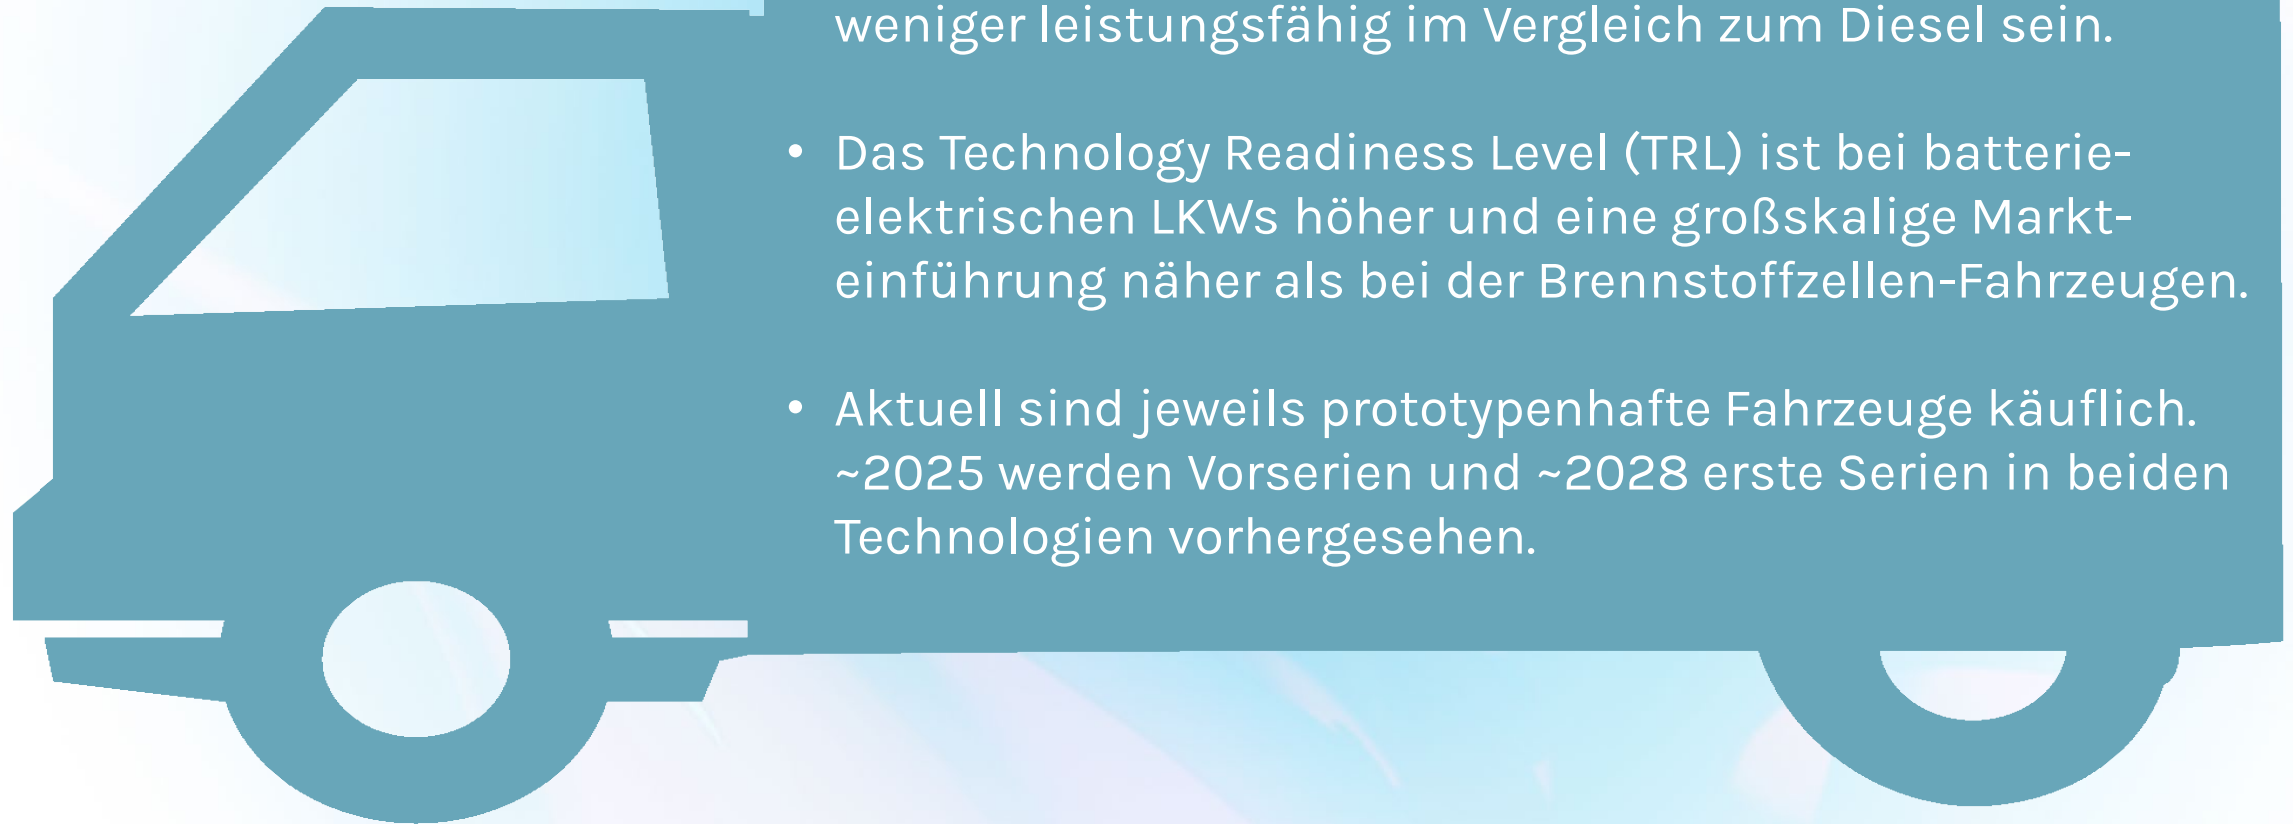 weniger leistungsfähig im Vergleich zum Diesel sein.
• Das Technology Readiness Level (TRL) ist bei batterie-
elektrischen LKWs höher und eine großskalige Markt-
einführung näher als bei der Brennstoffzellen-Fahrzeugen.
• Aktuell sind jeweils prototypenhafte Fahrzeuge käuflich.
~2025 werden Vorserien und ~2028 erste Serien in beiden
Technologien vorhergesehen.